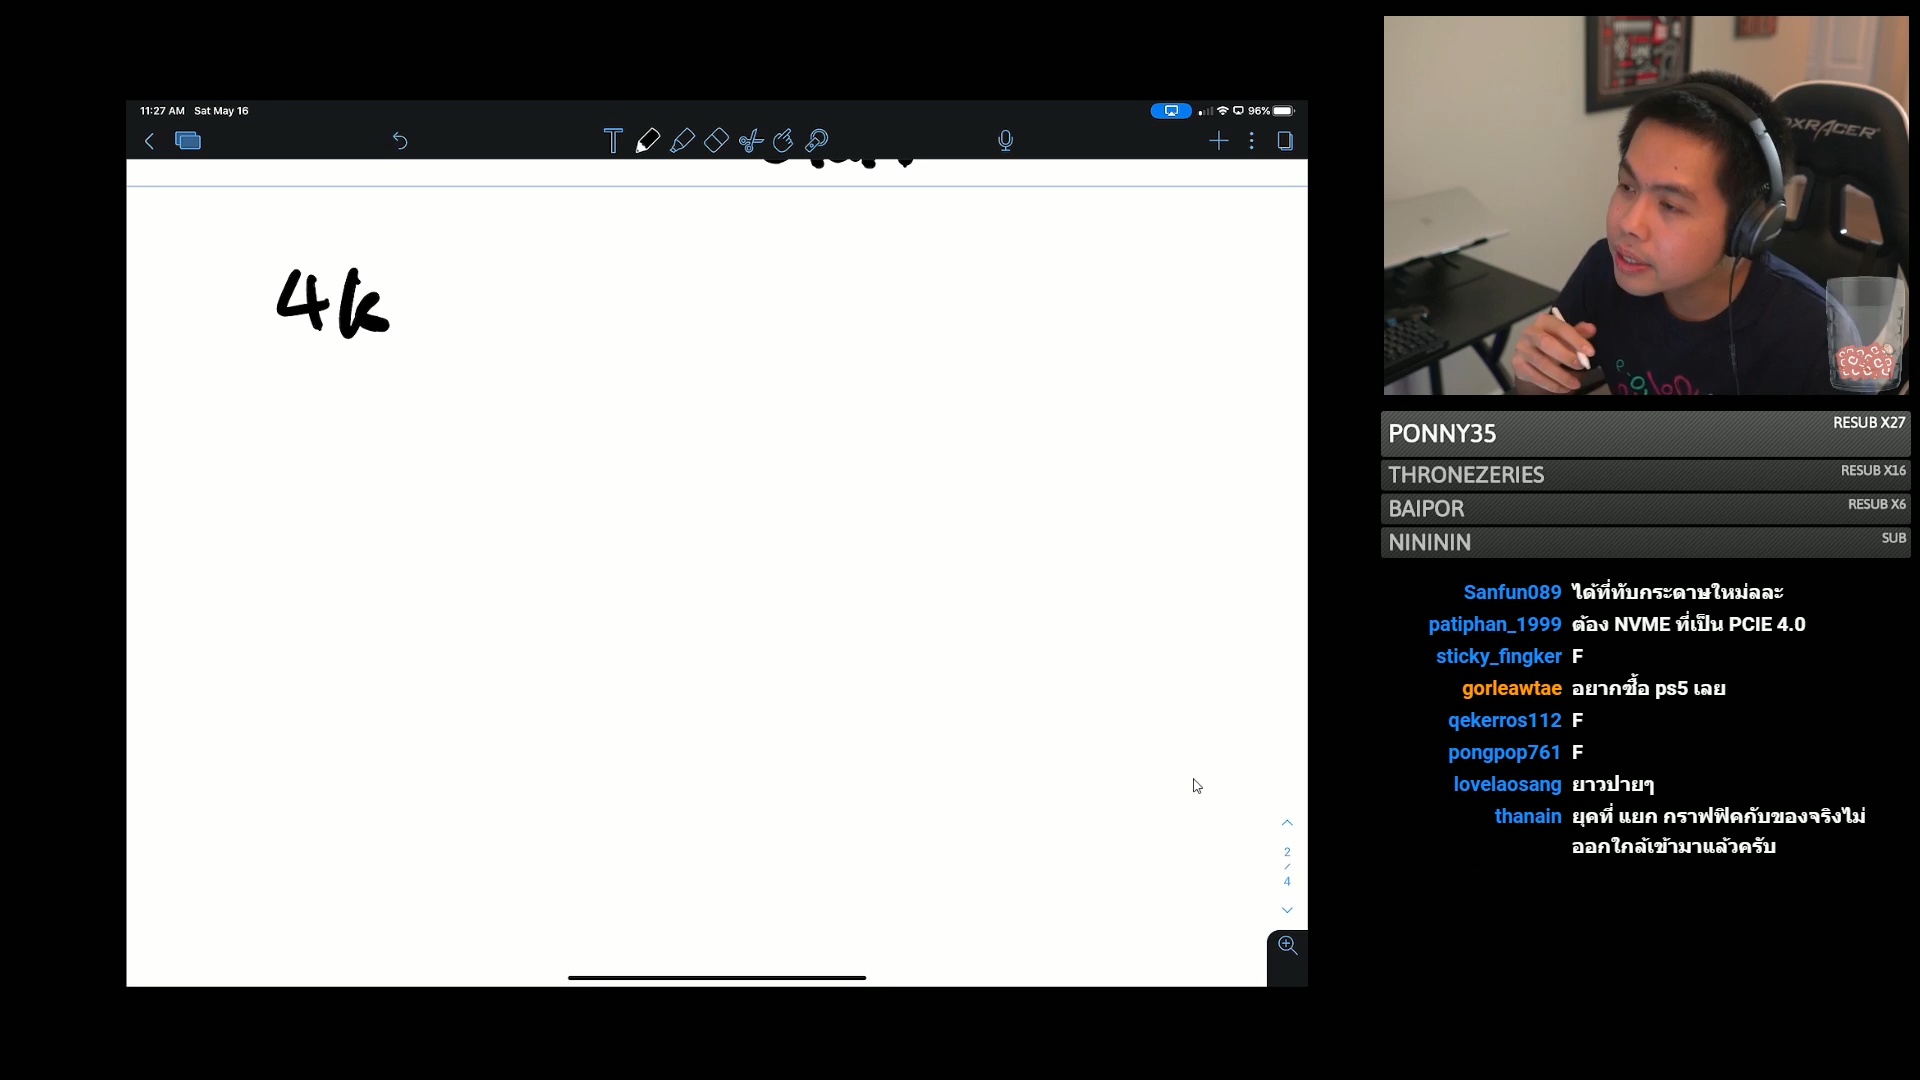 11:27 AM Sat May 16
96%
4k
2
/
4
DXRACER
PONNY35 RESUB X27
THRONEZERIES RESUB X16
BAIPOR RESUB X6
NINININ SUB
Sanfun089 ได้ที่ทับกระดาษใหม่ละ
patiphan_1999 ต้อง NVME ที่เป็น PCIE 4.0
sticky_fingker F
gorleawtae อยากซื้อ ps5 เลย
qekerros112 F
pongpop761 F
lovelaosang ยาวปายๆ
thanain ยุคที่ แยก กราฟฟิคกับของจริงไม่
ออกใกล้เข้ามาแล้วครับ